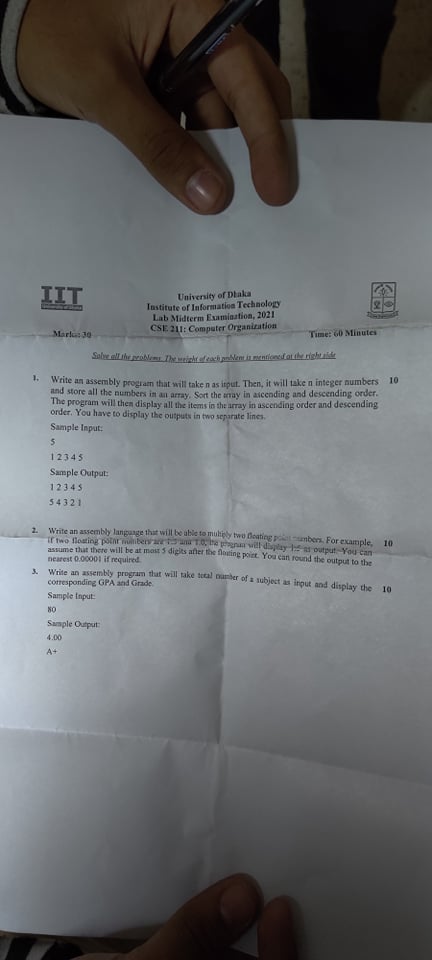 IIT
University of Dhaka
Institute of Information Technology
Lab Midterm Examination, 2021
CSE 211: Computer Organization
Marks: 30
Time: 60 Minutes
Solve all the problems. The weight of each problem is mentioned at the right side
1. Write an assembly program that will take n as input. Then, it will take n integer numbers 10
and store all the numbers in an array. Sort the array in ascending and descending order.
The program will then display all the items in the array in ascending order and descending
order. You have to display the outputs in two separate lines.
Sample Input:
5
1 2 3 4 5
Sample Output:
1 2 3 4 5
5 4 3 2 1
2. Write an assembly language that will be able to multiply two floating point numbers. For example, 10
if two floating point numbers are 1.5 and 1.0, the program will display 1.5 as output. You can
assume that there will be at most 5 digits after the floating point. You can round the output to the
nearest 0.00001 if required.
3. Write an assembly program that will take total number of a subject as input and display the 10
corresponding GPA and Grade.
Sample Input:
80
Sample Output:
4.00
A+